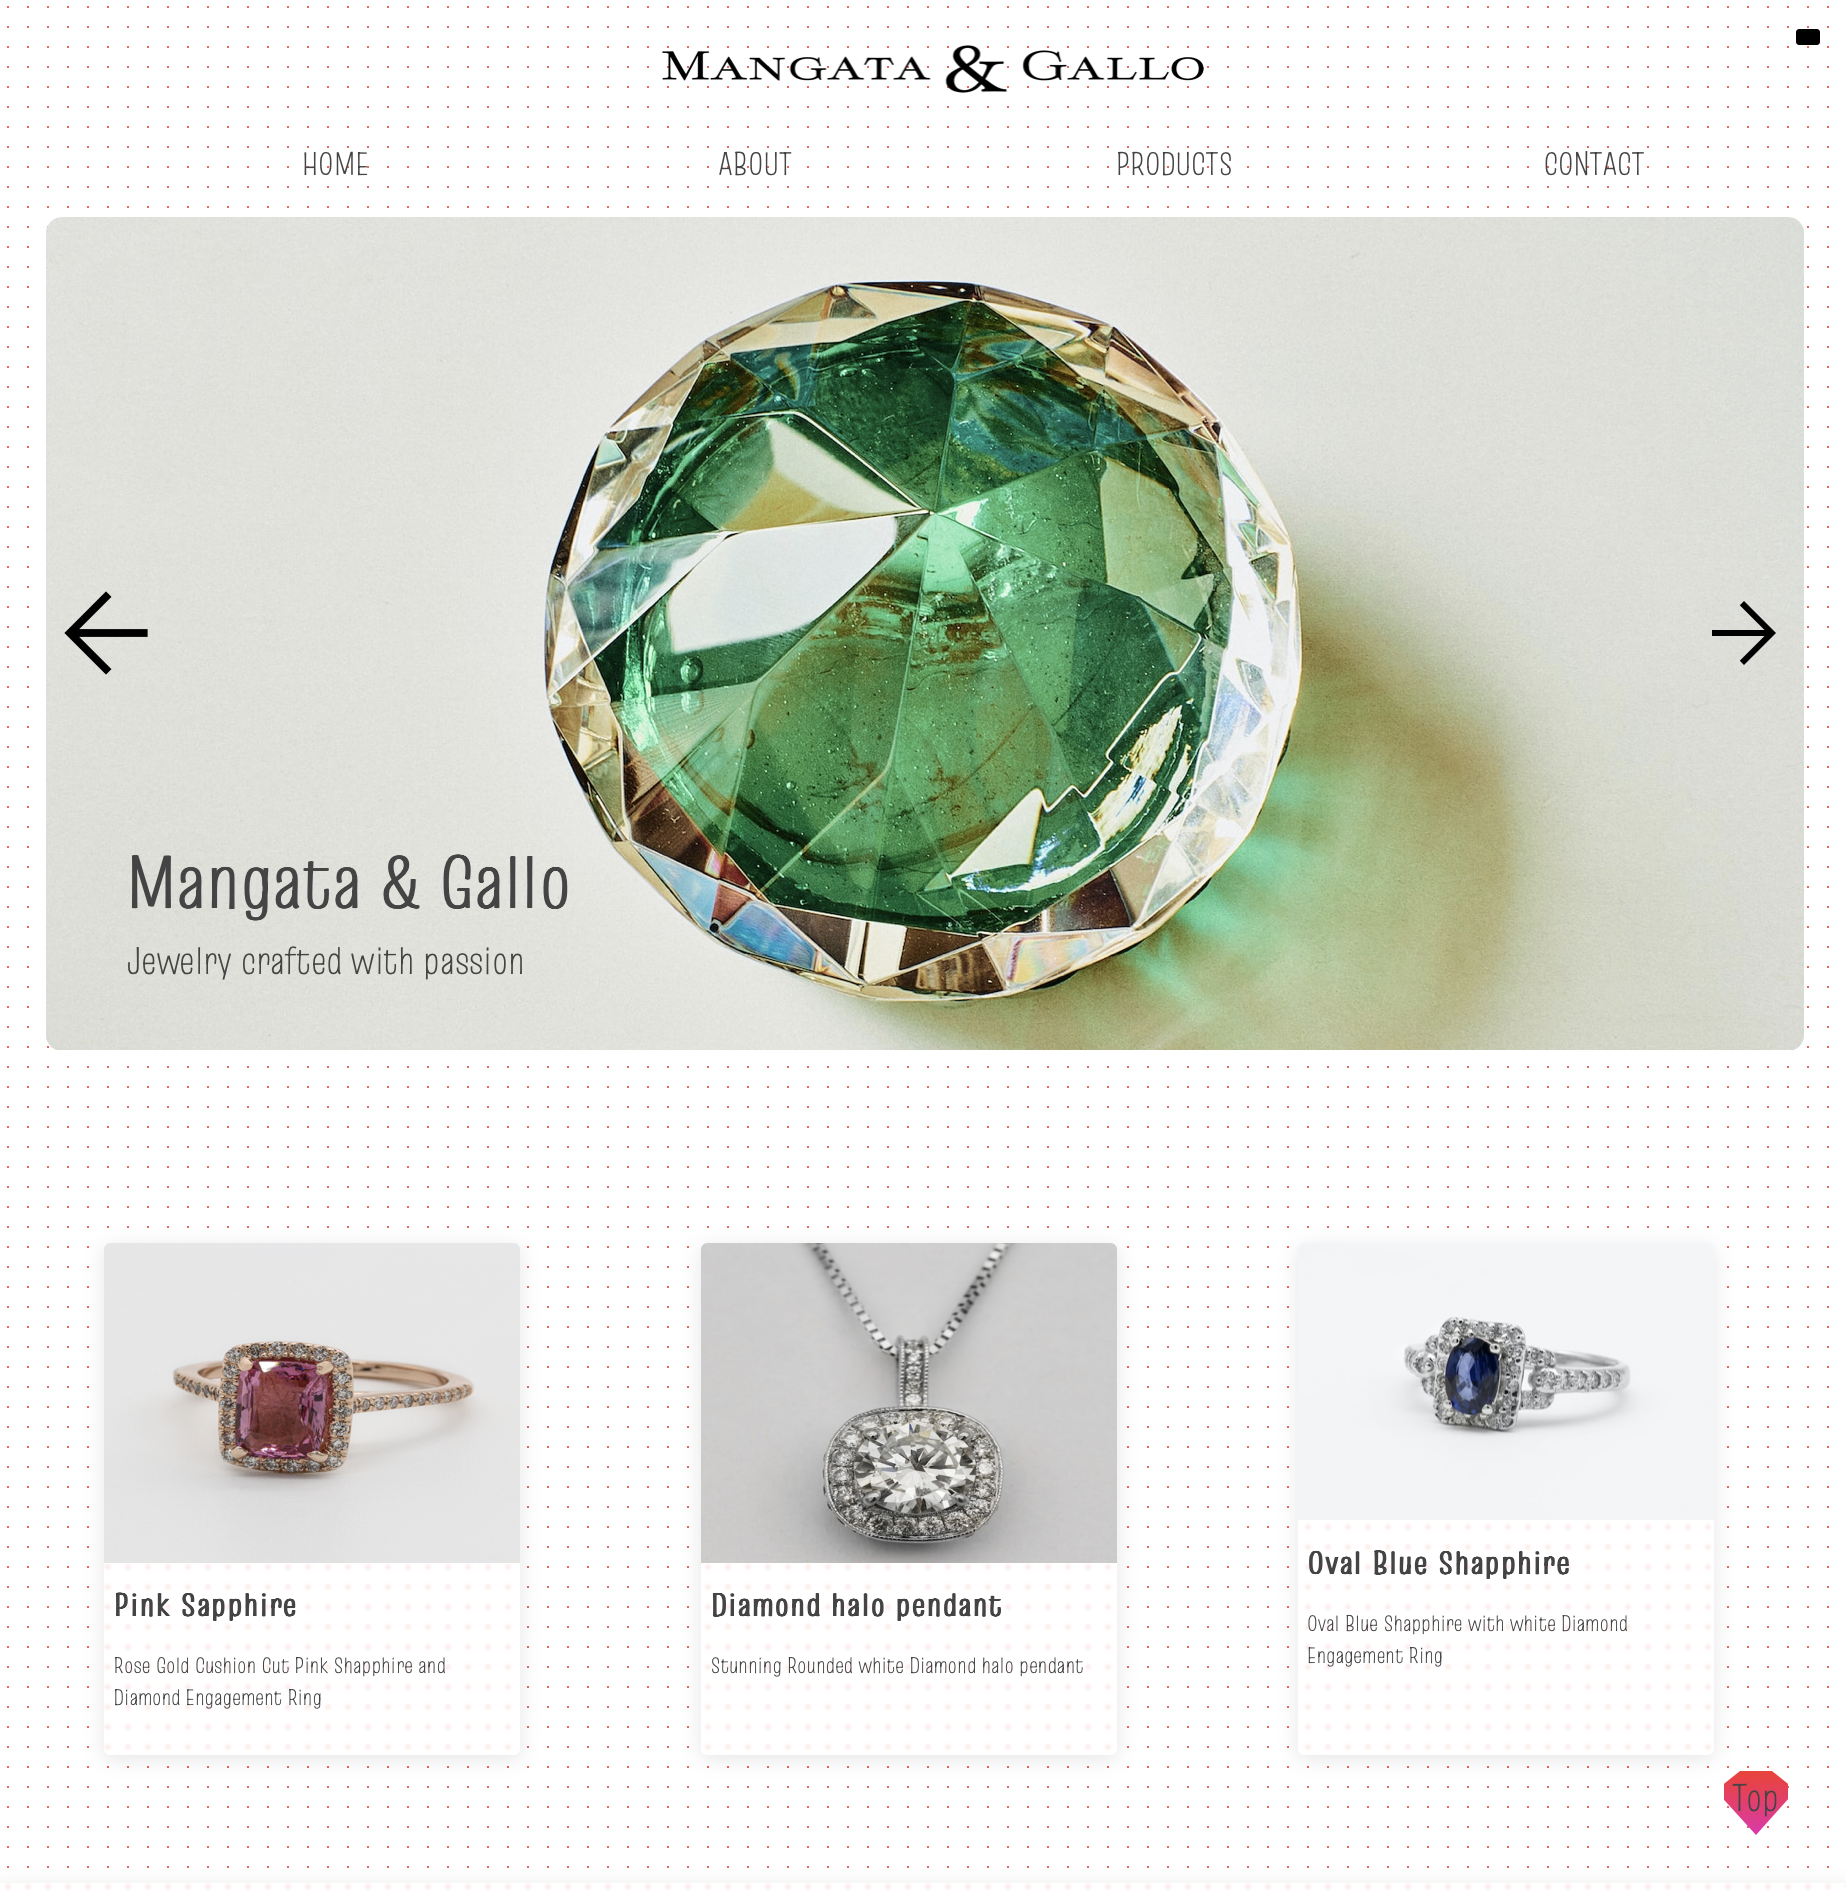 MANGATA & GALLO
HOME
ABOUT
PRODUCTS
CONTACT
Mangata & Gallo
Jewelry crafted with passion
Pink Sapphire
Rose Gold Cushion Cut Pink Shapphire and
Diamond Engagement Ring
Diamond halo pendant
Stunning Rounded white Diamond halo pendant
Oval Blue Shapphire
Oval Blue Shapphire with white Diamond
Engagement Ring
Top